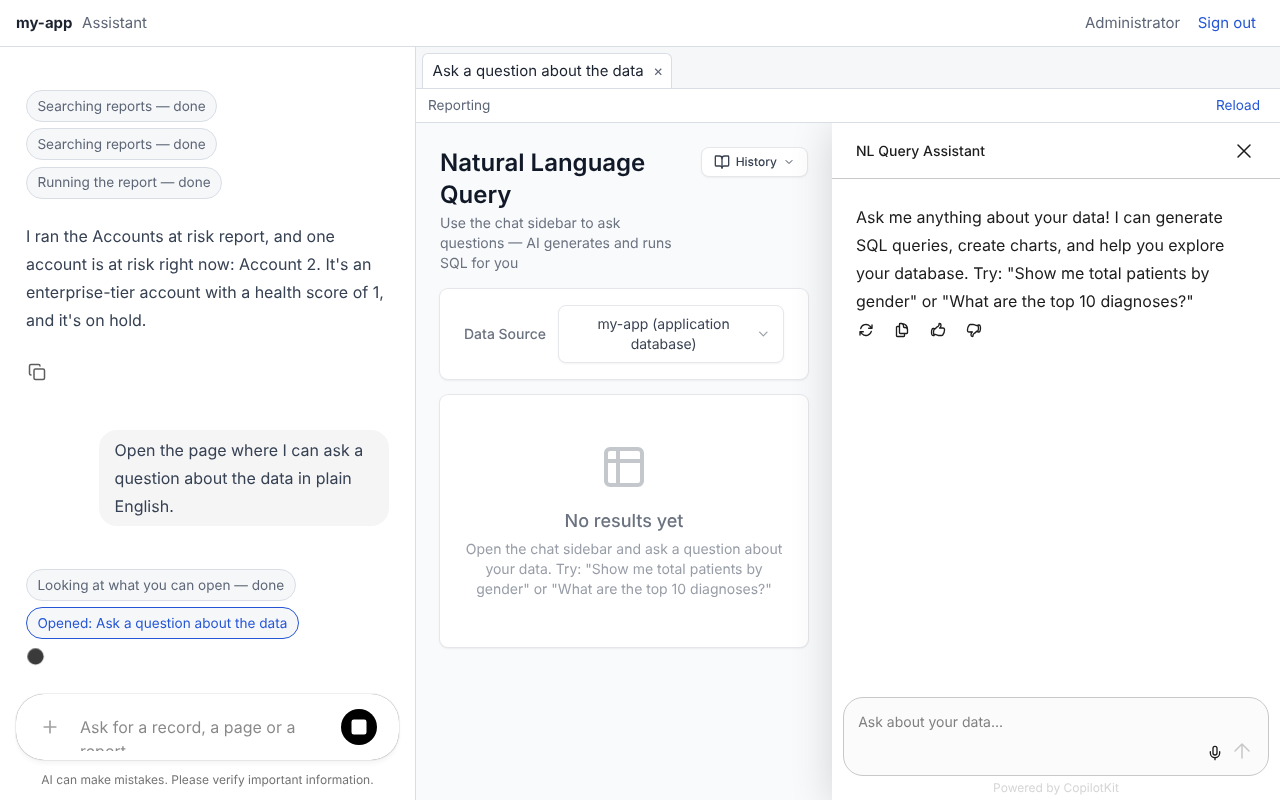 my-app Assistant
Administrator Sign out
Searching reports — done
Searching reports — done
Running the report — done
I ran the Accounts at risk report, and one
account is at risk right now: Account 2. It's an
enterprise-tier account with a health score of 1,
and it's on hold.
Open the page where I can ask a
question about the data in plain
English.
Looking at what you can open — done
Opened: Ask a question about the data
Ask for a record, a page or a
report
AI can make mistakes. Please verify important information.
Ask a question about the data ×
Reporting
Reload
Natural Language
Query
History
Use the chat sidebar to ask
questions — AI generates and runs
SQL for you
Data Source
my-app (application
database)
No results yet
Open the chat sidebar and ask a question about
your data. Try: "Show me total patients by
gender" or "What are the top 10 diagnoses?"
NL Query Assistant
Ask me anything about your data! I can generate
SQL queries, create charts, and help you explore
your database. Try: "Show me total patients by
gender" or "What are the top 10 diagnoses?"
Ask about your data...
Powered by CopilotKit